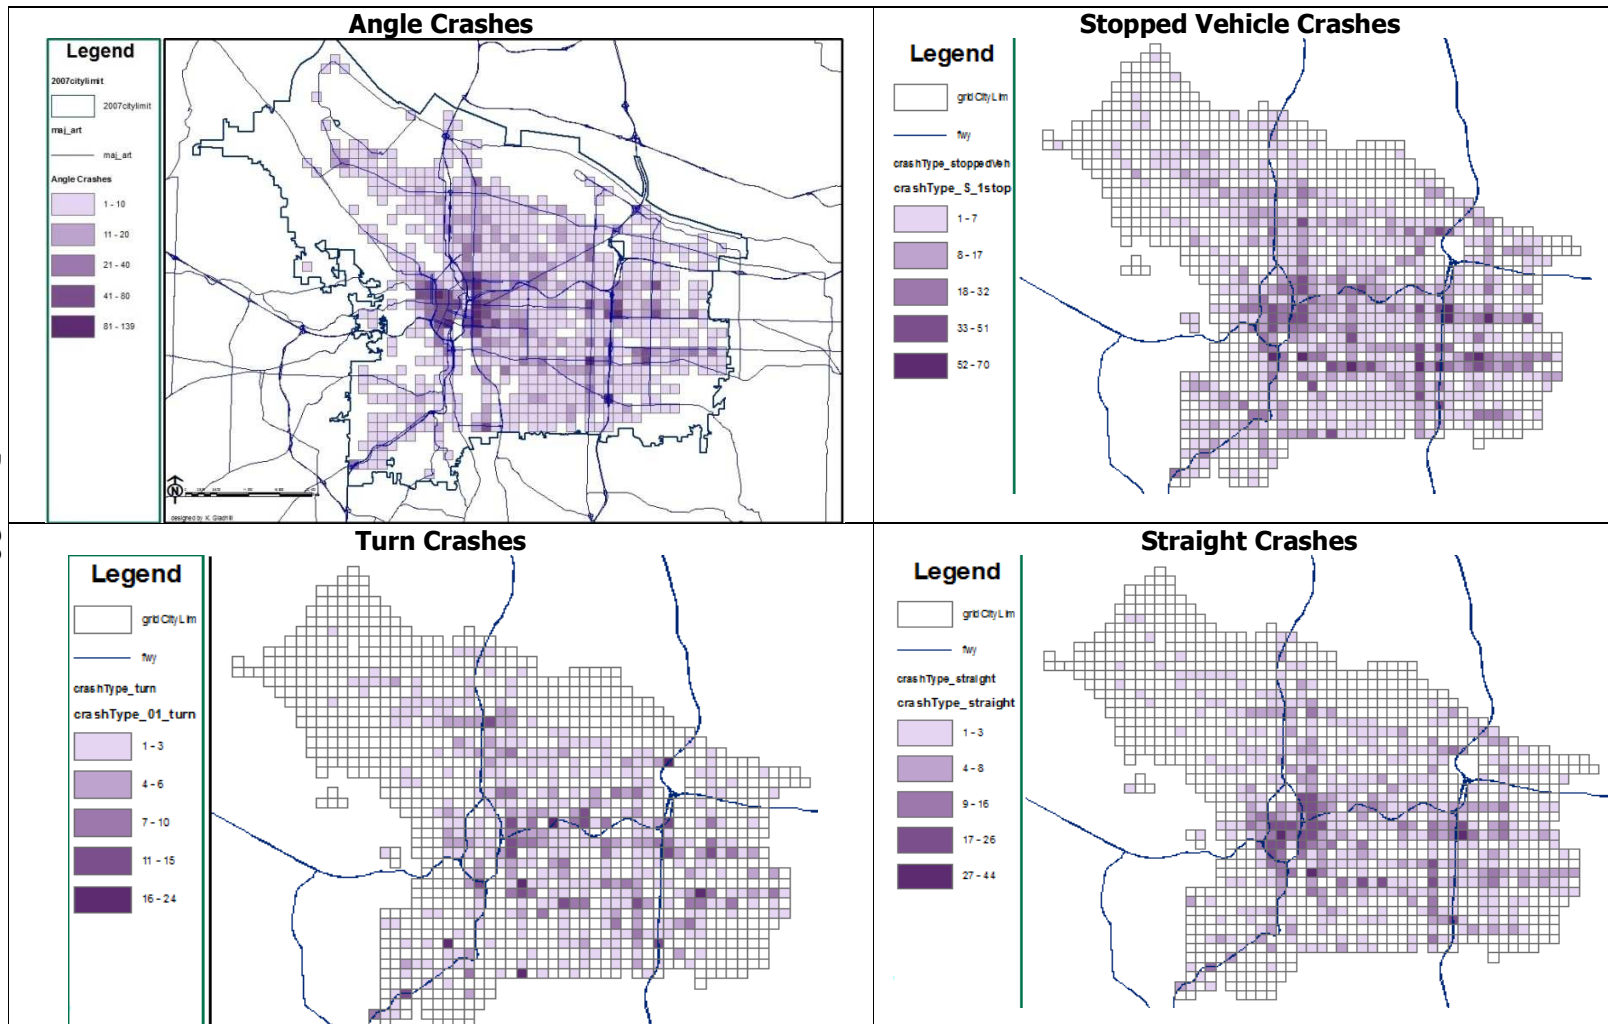 Angle Crashes
Legend
2007citylimit
2007citylimit
maj_art
maj_art
Angle Crashes
1 - 10
11 - 20
21 - 40
41 - 80
81 - 139
N
designed by K. Gladhill
Stopped Vehicle Crashes
Legend
gridCityLim
fwy
crashType_stoppedVeh
crashType_S_1stop
1 - 7
8 - 17
18 - 32
33 - 51
52 - 70
Turn Crashes
Legend
gridCityLim
fwy
crashType_turn
crashType_01_turn
1 - 3
4 - 6
7 - 10
11 - 15
16 - 24
Straight Crashes
Legend
gridCityLim
fwy
crashType_straight
crashType_straight
1 - 3
4 - 8
9 - 16
17 - 26
27 - 44